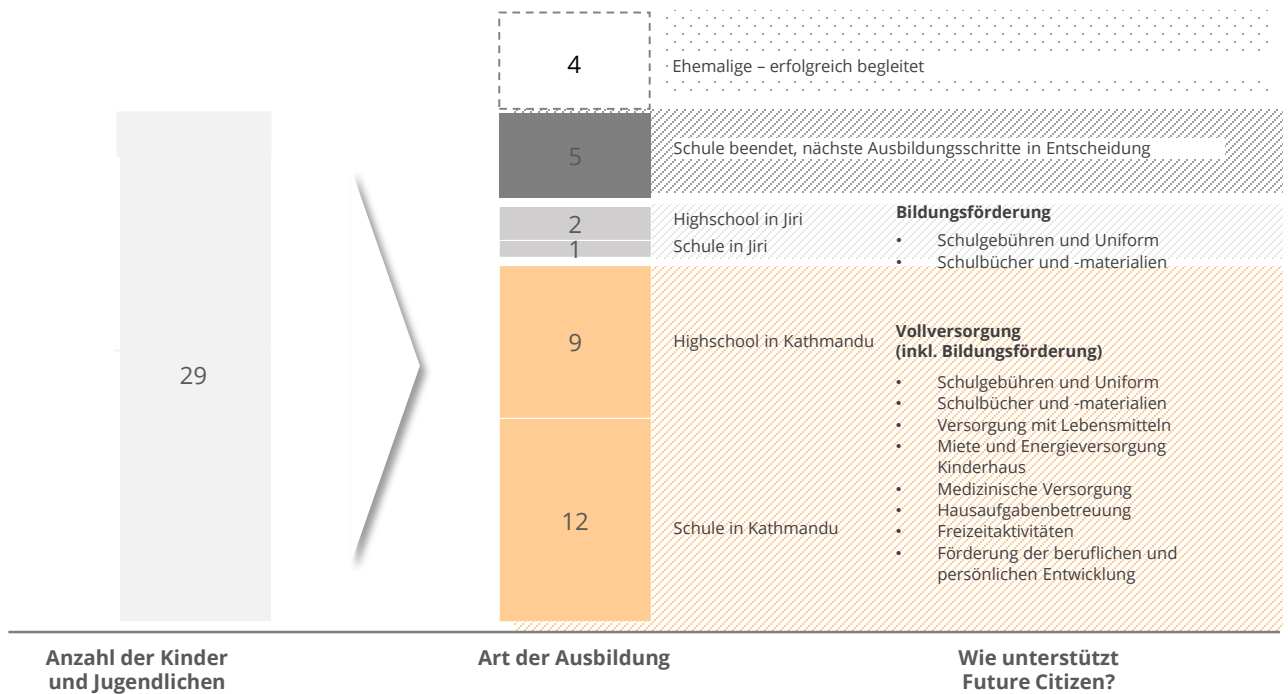 4
Ehemalige – erfolgreich begleitet
5
Schule beendet, nächste Ausbildungsschritte in Entscheidung
2
Highschool in Jiri
1
Schule in Jiri
Bildungsförderung
• Schulgebühren und Uniform
• Schulbücher und -materialien
29
9
Highschool in Kathmandu
12
Schule in Kathmandu
Vollversorgung
(inkl. Bildungsförderung)
• Schulgebühren und Uniform
• Schulbücher und -materialien
• Versorgung mit Lebensmitteln
• Miete und Energieversorgung
Kinderhaus
• Medizinische Versorgung
• Hausaufgabenbetreuung
• Freizeitaktivitäten
• Förderung der beruflichen und
persönlichen Entwicklung
Anzahl der Kinder
und Jugendlichen
Art der Ausbildung
Wie unterstützt
Future Citizen?